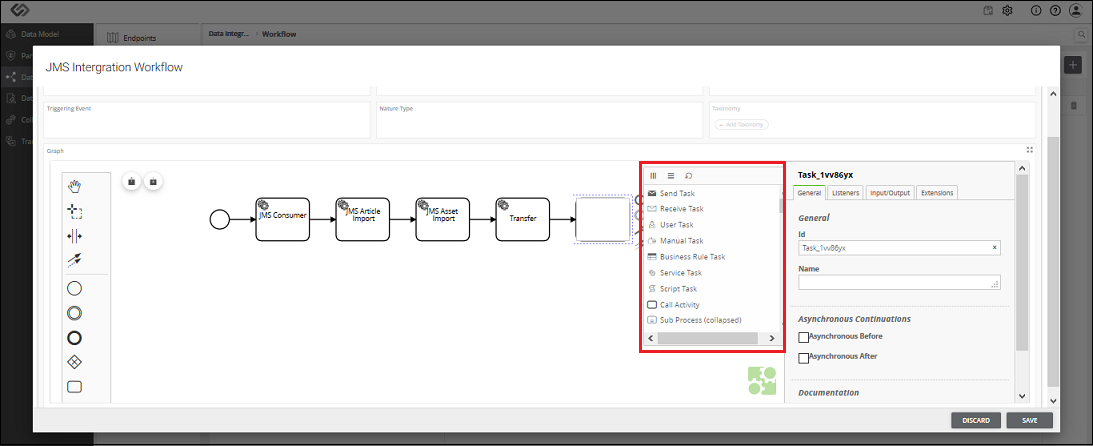 Data Model
Endpoints
Data Integr... > Workflow
JMS Intergration Workflow
Triggering Event
Nature Type
Taxonomy
+ Add Taxonomy
Graph
JMS Consumer
JMS Article
Import
JMS Asset
Import
Transfer
Send Task
Receive Task
User Task
Manual Task
Business Rule Task
Service Task
Script Task
Call Activity
Sub Process (collapsed)
Task_1vv86yx
General
Listeners
Input/Output
Extensions
General
Id
Task_1vv86yx
Name
Asynchronous Continuations
Asynchronous Before
Asynchronous After
Documentation
DISCARD
SAVE